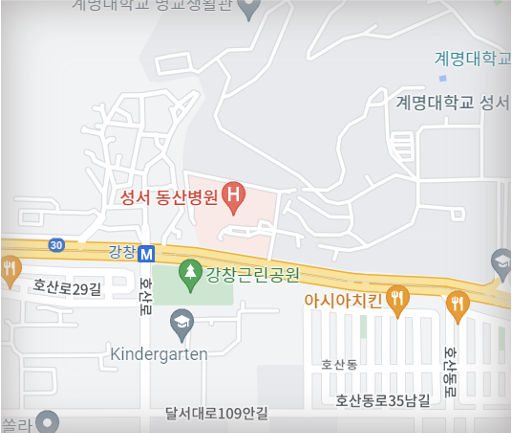 계명대학교 명교생활관
계명대학교
계명대학교 성서
성서 동산병원
H
30
강창
M
강창근린공원
호산로29길
호산로
아시아치킨
Kindergarten
호산동
호산동로
호산동로35남길
달서대로109안길
쏠라